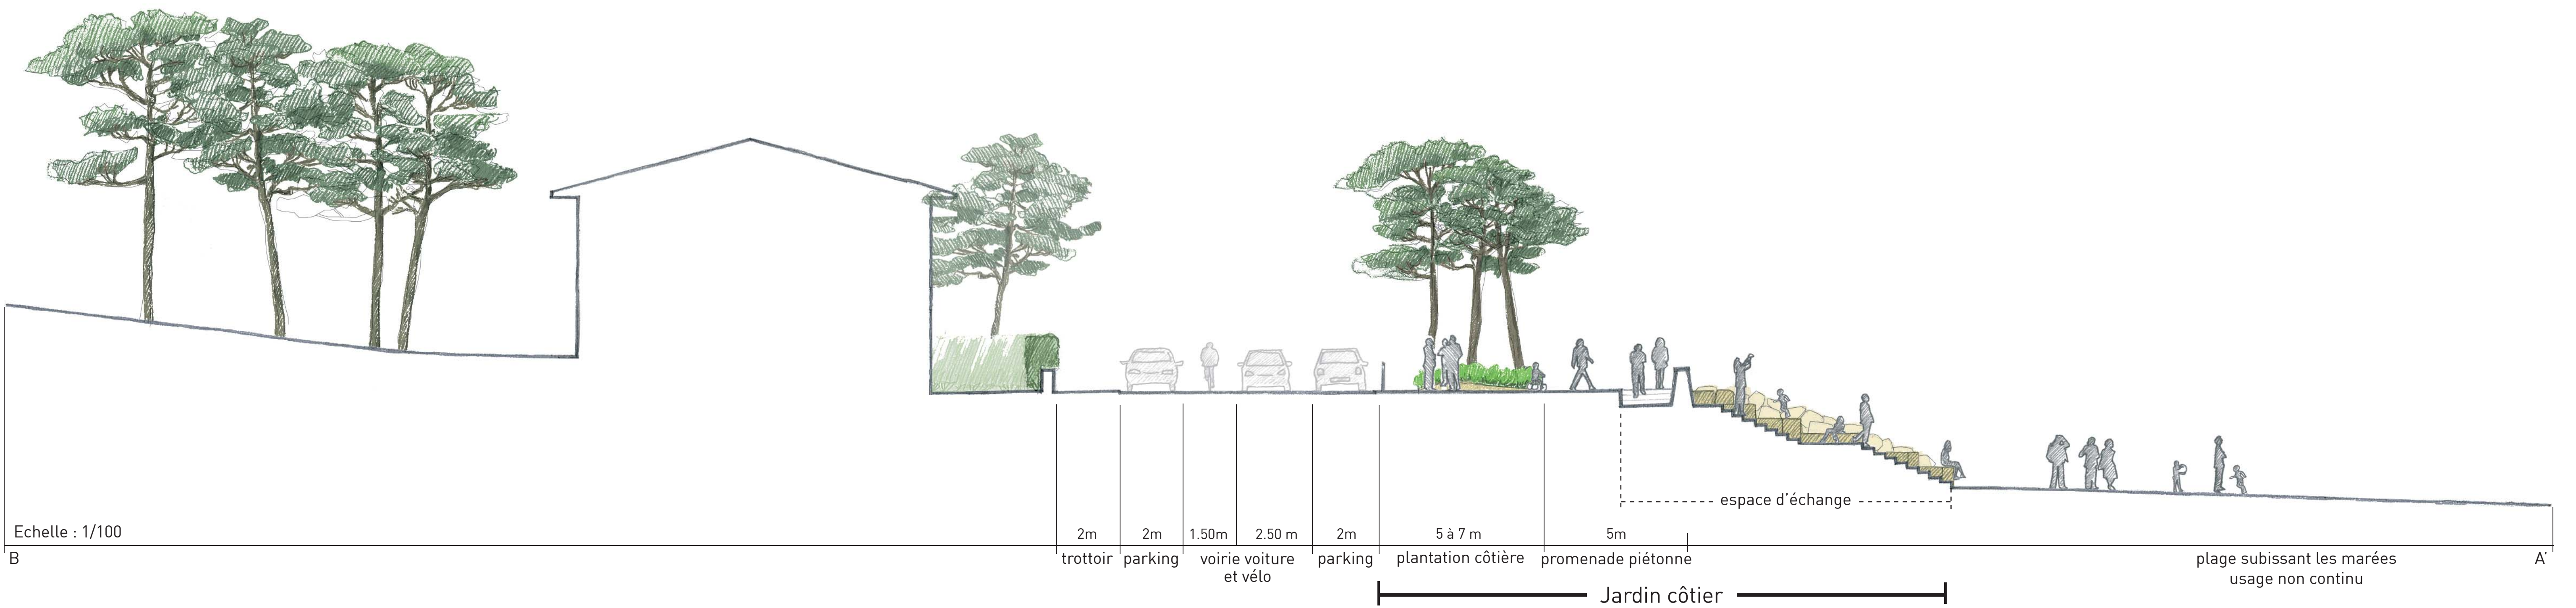 espace d'échange
Echelle : 1/100
2m 2m 1.50m 2.50 m 2m 5 à 7 m 5m
B trottoir parking voirie voiture parking plantation côtière promenade piétonne plage subissant les marées A'
et vélo usage non continu
Jardin côtier